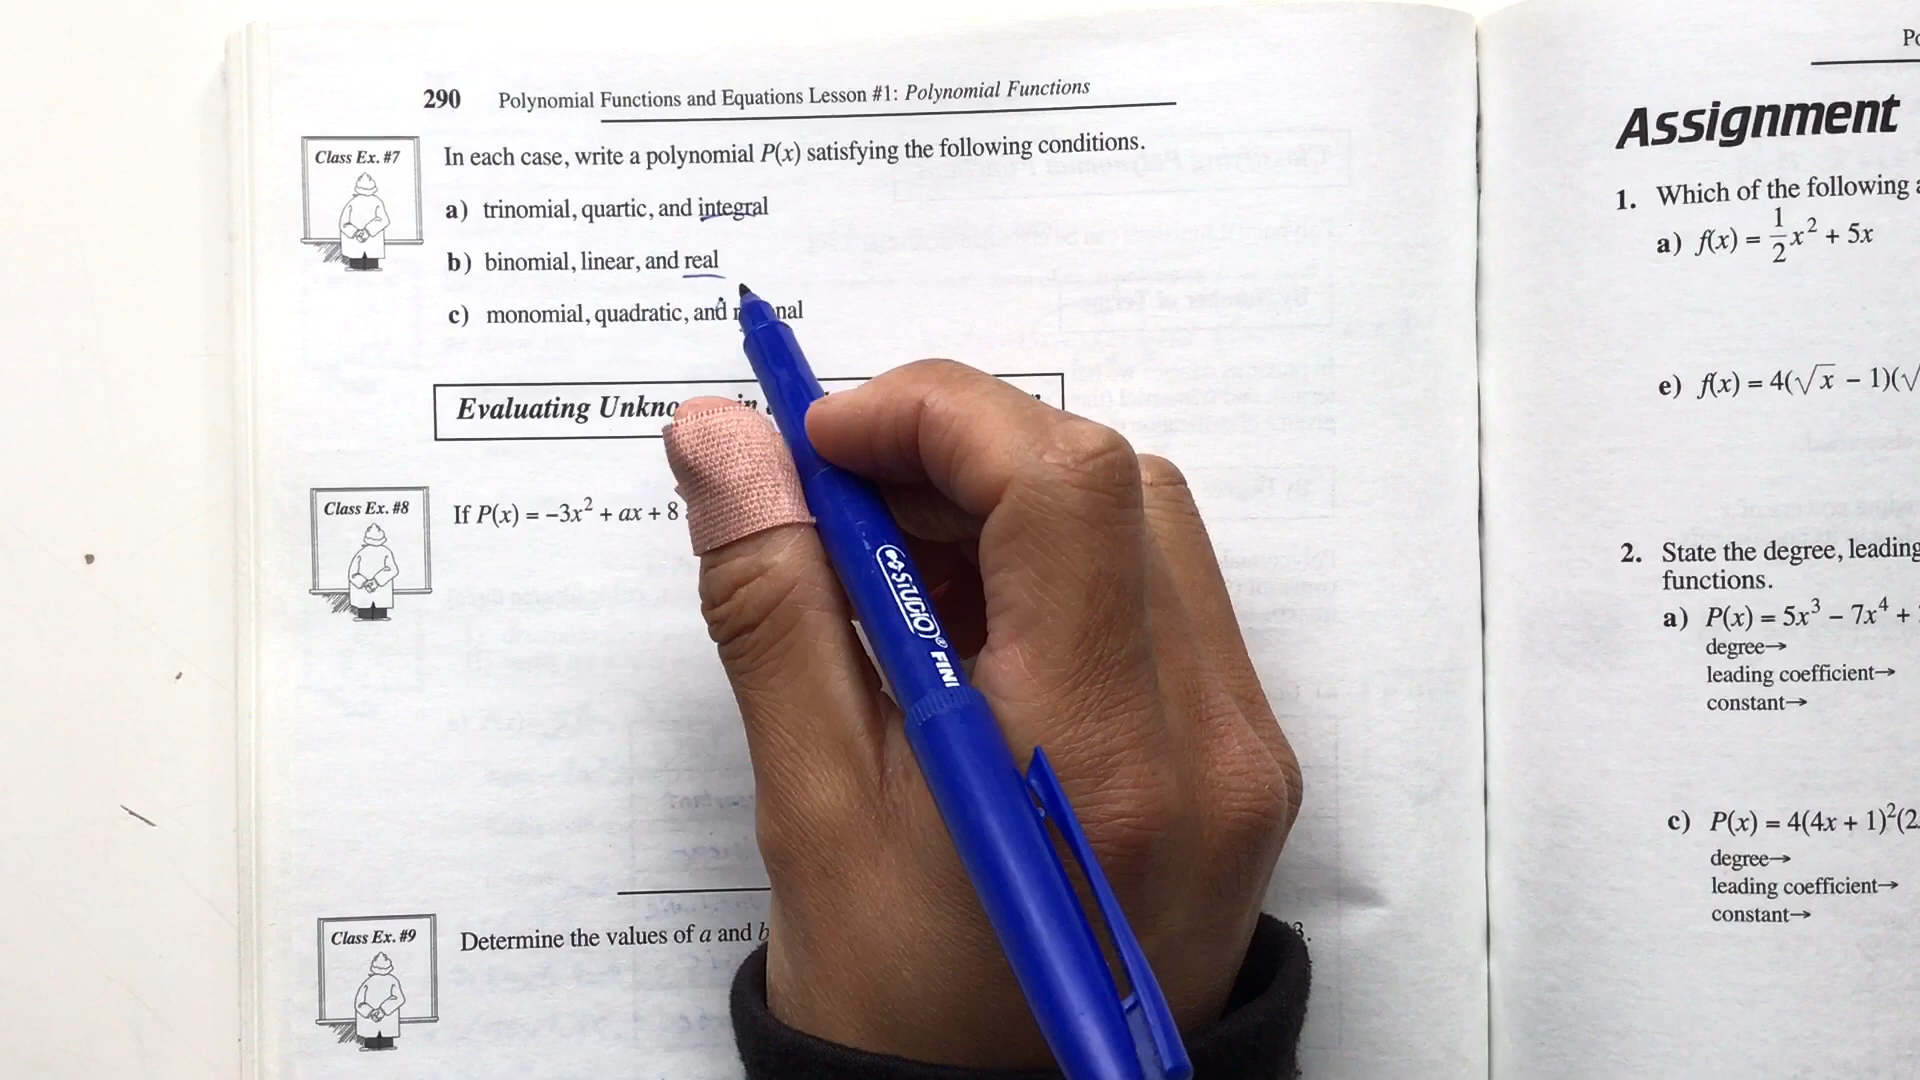 290 Polynomial Functions and Equations Lesson #1: Polynomial Functions
Class Ex. #7
In each case, write a polynomial P(x) satisfying the following conditions.
a) trinomial, quartic, and integral
b) binomial, linear, and real
c) monomial, quadratic, and
Evaluating
Class Ex. #8
If P(x) = –3x² + ax + 8
Class Ex. #9
Determine the values of a and b
3.
STUDIO FINI
Assignment
1. Which of the following
a) f(x) = 1/2 x² + 5x
e) f(x) = 4(√x – 1)(√
2. State the degree, leading
functions.
a) P(x) = 5x³ – 7x⁴ +
degree→
leading coefficient→
constant→
c) P(x) = 4(4x + 1)²(2
degree→
leading coefficient→
constant→